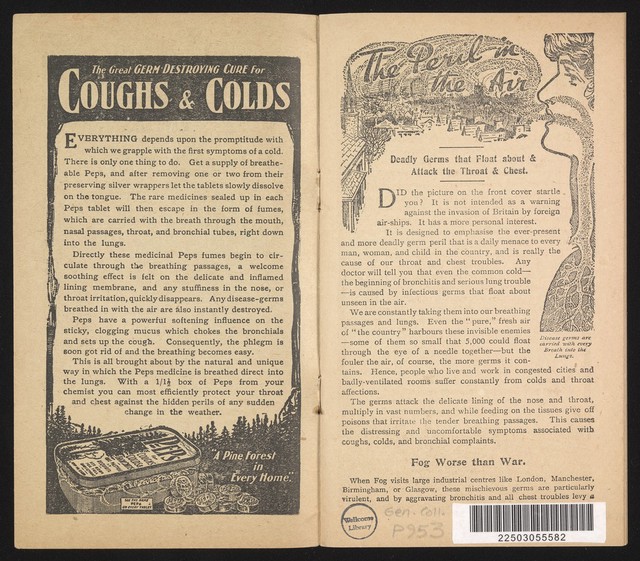 The Great GERM-DESTROYING CURE For
COUGHS & COLDS
EVERYTHING depends upon the promptitude with
which we grapple with the first symptoms of a cold.
There is only one thing to do. Get a supply of breathe-
able Peps, and after removing one or two from their
preserving silver wrappers let the tablets slowly dissolve
on the tongue. The rare medicines sealed up in each
Peps tablet will then escape in the form of fumes,
which are carried with the breath through the mouth,
nasal passages, throat, and bronchial tubes, right down
into the lungs.
Directly these medicinal Peps fumes begin to cir-
culate through the breathing passages, a welcome
soothing effect is felt on the delicate and inflamed
lining membrane, and any stuffiness in the nose, or
throat irritation, quickly disappears. Any disease-germs
breathed in with the air are also instantly destroyed.
Peps have a powerful softening influence on the
sticky, clogging mucus which chokes the bronchials
and sets up the cough. Consequently, the phlegm is
soon got rid of and the breathing becomes easy.
This is all brought about by the natural and unique
way in which the Peps medicine is breathed direct into
the lungs. With a 1/1½ box of Peps from your
chemist you can most efficiently protect your throat
and chest against the hidden perils of any sudden
change in the weather.
"A Pine Forest
in
Every Home."
The Peril in
the Air
Deadly Germs that Float about &
Attack the Throat & Chest.
DID the picture on the front cover startle
you? It is not intended as a warning
against the invasion of Britain by foreign
air-ships. It has a more personal interest.
It is designed to emphasise the ever-present
and more deadly germ peril that is a daily menace to every
man, woman, and child in the country, and is really the
cause of our throat and chest troubles. Any
doctor will tell you that even the common cold—
the beginning of bronchitis and serious lung trouble
—is caused by infectious germs that float about
unseen in the air.
We are constantly taking them into our breathing
passages and lungs. Even the "pure," fresh air
of "the country" harbours these invisible enemies
—some of them so small that 5,000 could float
through the eye of a needle together—but the
fouler the air, of course, the more germs it con-
tains. Hence, people who live and work in congested cities and
badly-ventilated rooms suffer constantly from colds and throat
affections.
Disease germs are
carried with every
Breath into the
Lungs.
The germs attack the delicate lining of the nose and throat,
multiply in vast numbers, and while feeding on the tissues give off
poisons that irritate the tender breathing passages. This causes
the distressing and uncomfortable symptoms associated with
coughs, colds, and bronchial complaints.
Fog Worse than War.
When Fog visits large industrial centres like London, Manchester,
Birmingham, or Glasgow, these mischievous germs are particularly
virulent, and by aggravating bronchitis and all chest troubles levy a
Wellcome
Library
Gen. Coll.
P953
22503055582